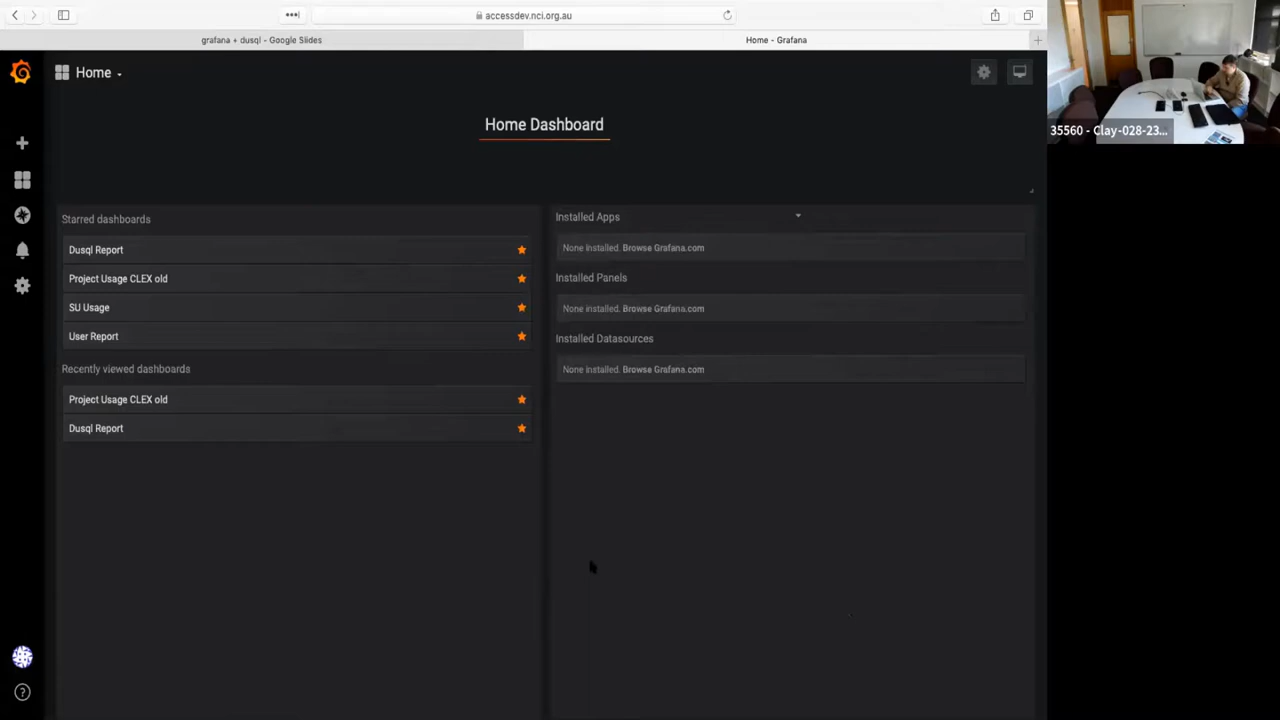 accessdev.nci.org.au
grafana + dusql - Google Slides
Home - Grafana
Home
Home Dashboard
Starred dashboards
Dusql Report
Project Usage CLEX old
SU Usage
User Report
Recently viewed dashboards
Project Usage CLEX old
Dusql Report
Installed Apps
None installed. Browse Grafana.com
Installed Panels
None installed. Browse Grafana.com
Installed Datasources
None installed. Browse Grafana.com
35560 - Clay-028-23...